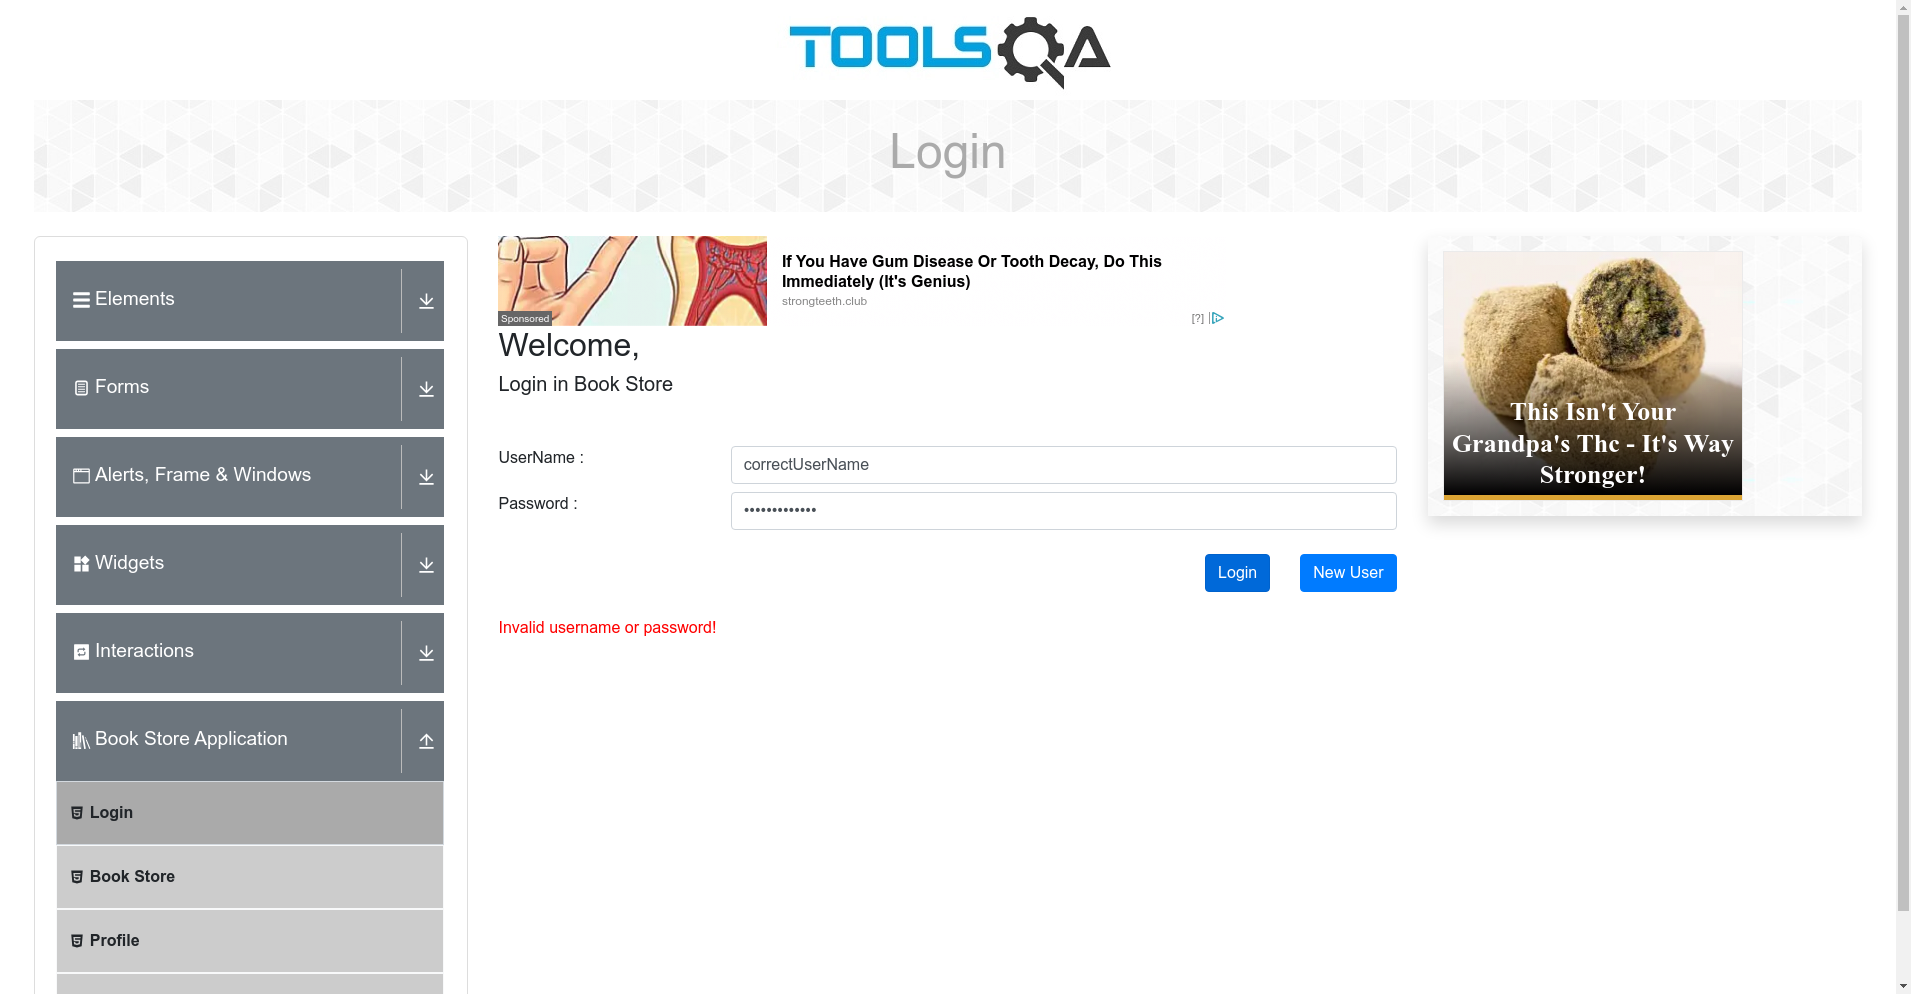 TOOLSQA
Login
Elements
Forms
Alerts, Frame & Windows
Widgets
Interactions
Book Store Application
Login
Book Store
Profile
Sponsored
If You Have Gum Disease Or Tooth Decay, Do This
Immediately (It's Genius)
strongteeth.club
[?]
Welcome,
Login in Book Store
UserName :
correctUserName
Password :
•••••••••••••
Login
New User
Invalid username or password!
This Isn't Your
Grandpa's Thc - It's Way
Stronger!